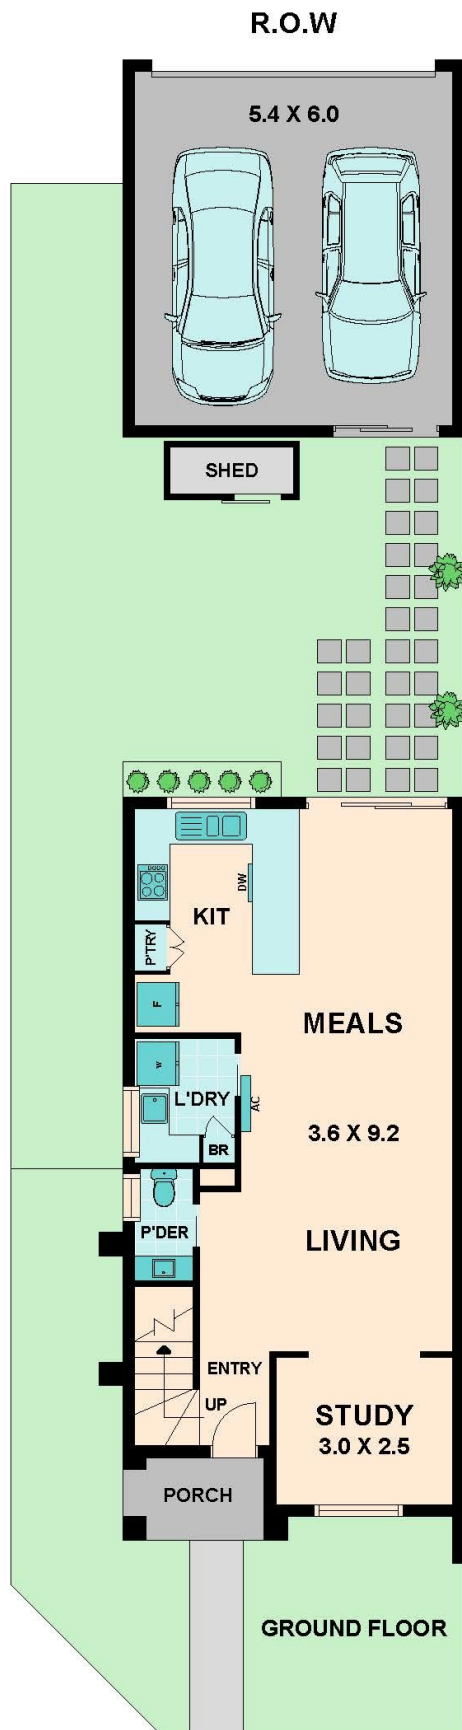 R.O.W
5.4 X 6.0
SHED
DW
KIT
P'TRY
F
MEALS
W
L'DRY
AC
3.6 X 9.2
BR
P'DER
LIVING
ENTRY
UP
STUDY
3.0 X 2.5
PORCH
GROUND FLOOR